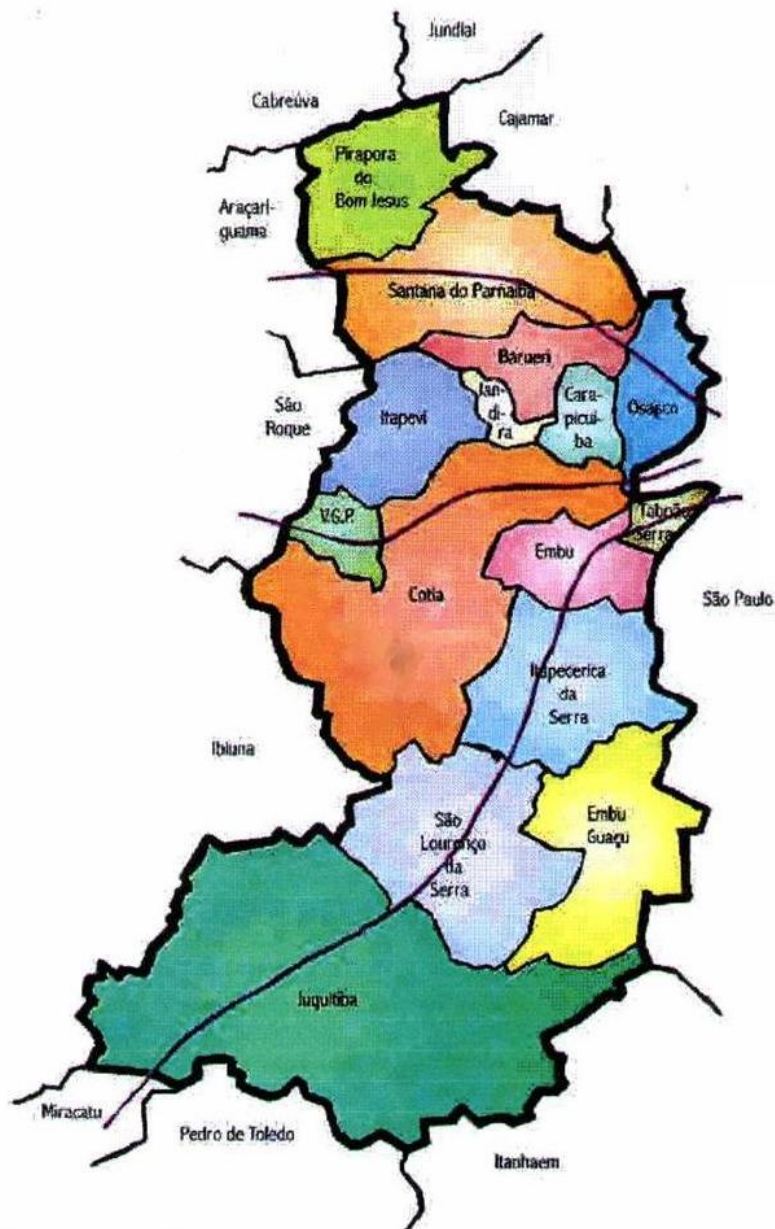 Jundiaí
Cabreúva
Cajamar
Pirapora
do
Bom Jesus
Araçari-
guama
Santana do Parnaíba
Barueri
Jan-
di-
ra
Cara-
picuí-
ba
Osasco
Itapevi
São
Roque
V.G.P.
Taboão
Serra
Embu
Cotia
São Paulo
Itapecerica
da
Serra
Ibiuna
Embu
Guaçu
São
Lourenço
da
Serra
Juquitiba
Miracatu
Pedro de Toledo
Itanhaem